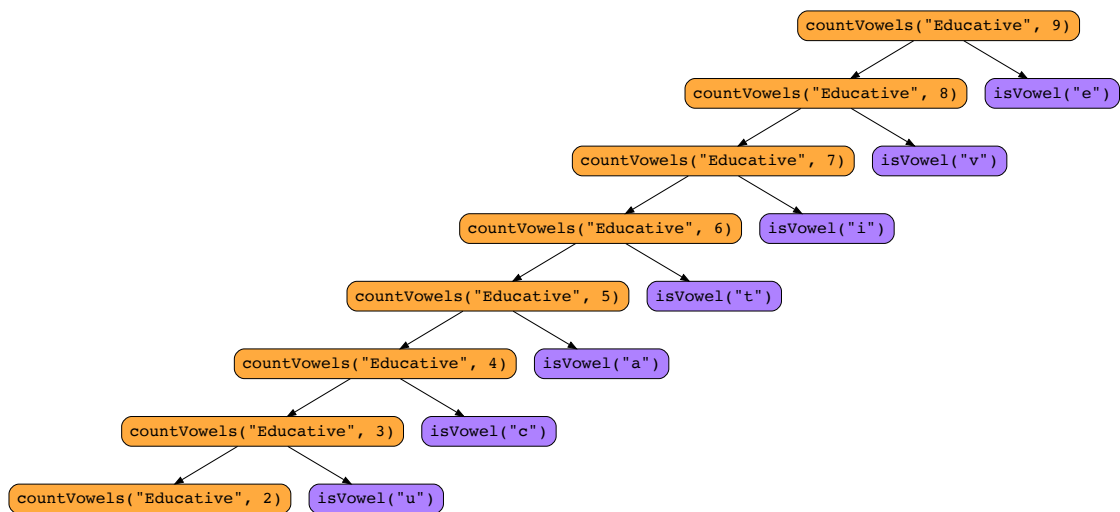 countVowels("Educative", 9)
countVowels("Educative", 8)
isVowel("e")
countVowels("Educative", 7)
isVowel("v")
countVowels("Educative", 6)
isVowel("i")
countVowels("Educative", 5)
isVowel("t")
countVowels("Educative", 4)
isVowel("a")
countVowels("Educative", 3)
isVowel("c")
countVowels("Educative", 2)
isVowel("u")